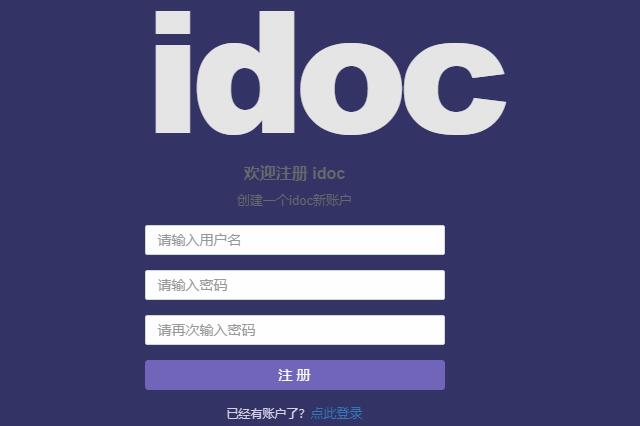 idoc
欢迎注册 idoc
创建一个idoc新账户
请输入用户名
请输入密码
请再次输入密码
注 册
已经有账户了？点此登录